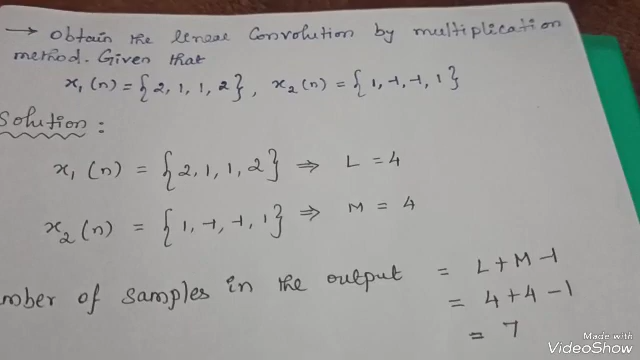 → Obtain the linear Convolution by multiplication
method. Given that
x₁(n) = {2, 1, 1, 2}, x₂(n) = {1, -1, -1, 1}
Solution :
x₁(n) = {2, 1, 1, 2} ⇒ L = 4
x₂(n) = {1, -1, -1, 1} ⇒ M = 4
mber of samples in the output = L + M - 1
= 4 + 4 - 1
= 7
Made with
VideoShow